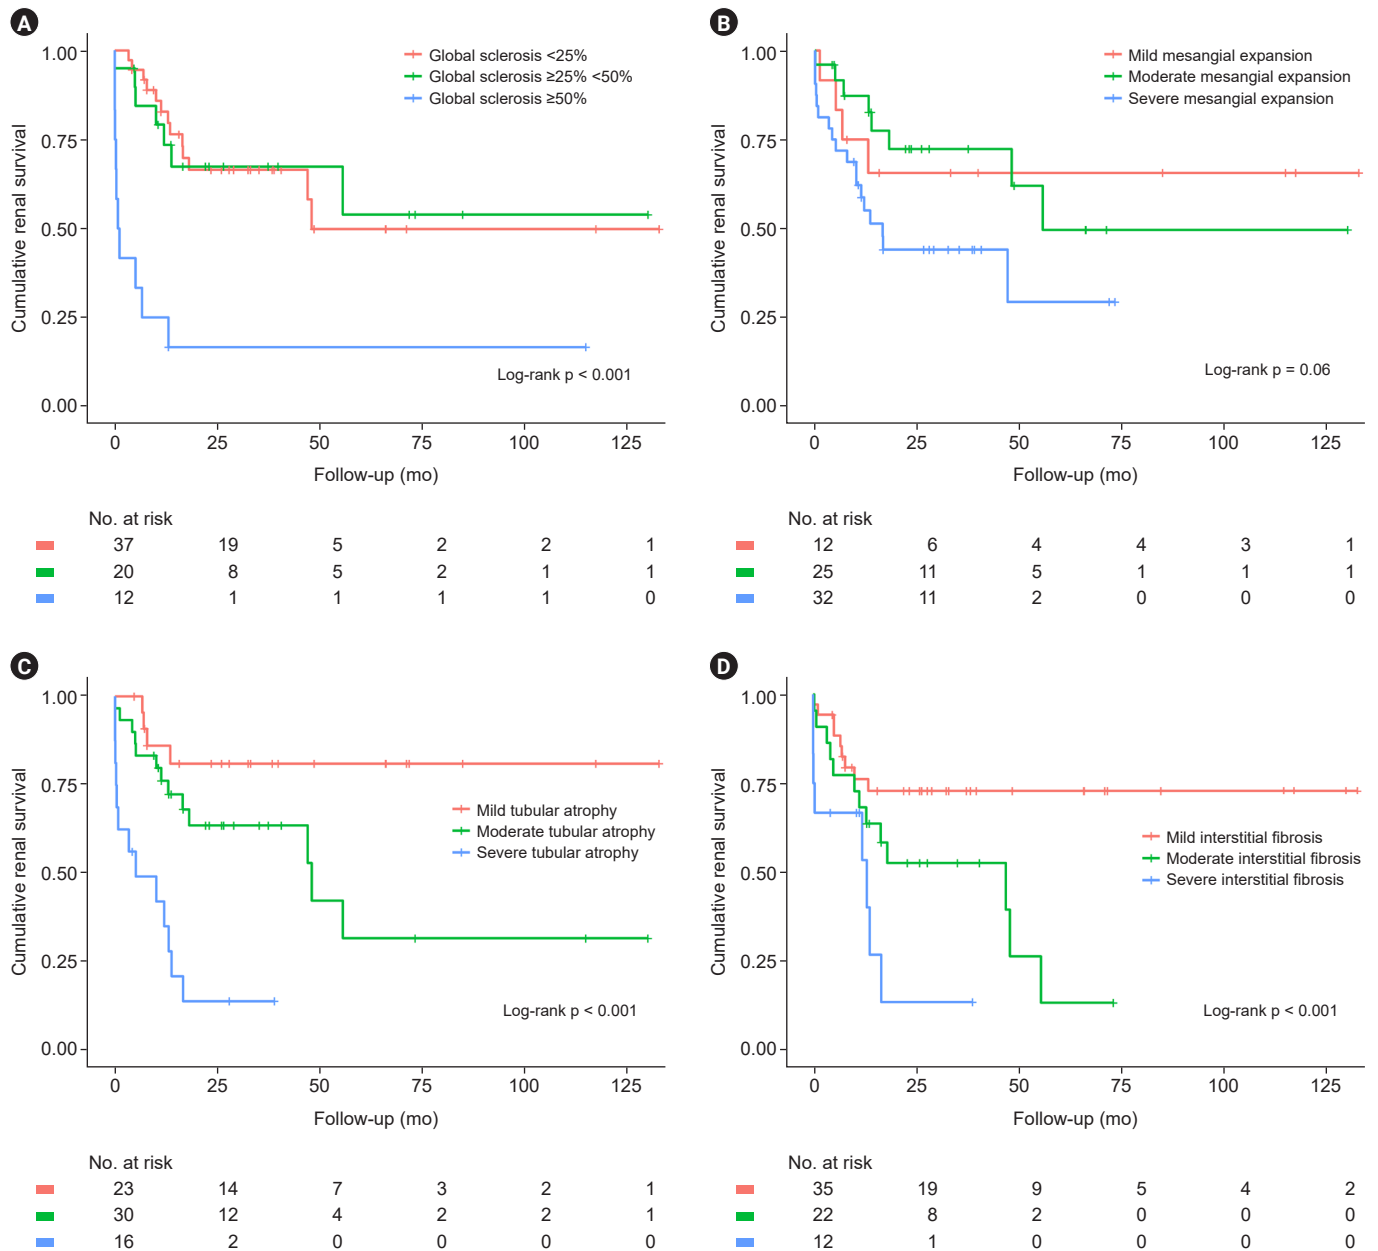 A
Cumulative renal survival
1.00
0.75
0.50
0.25
0.00
Global sclerosis <25%
Global sclerosis ≥25% <50%
Global sclerosis ≥50%
Log-rank p < 0.001
0 25 50 75 100 125
Follow-up (mo)
No. at risk
37 19 5 2 2 1
20 8 5 2 1 1
12 1 1 1 1 0
B
Cumulative renal survival
1.00
0.75
0.50
0.25
0.00
Mild mesangial expansion
Moderate mesangial expansion
Severe mesangial expansion
Log-rank p = 0.06
0 25 50 75 100 125
Follow-up (mo)
No. at risk
12 6 4 4 3 1
25 11 5 1 1 1
32 11 2 0 0 0
C
Cumulative renal survival
1.00
0.75
0.50
0.25
0.00
Mild tubular atrophy
Moderate tubular atrophy
Severe tubular atrophy
Log-rank p < 0.001
0 25 50 75 100 125
Follow-up (mo)
No. at risk
23 14 7 3 2 1
30 12 4 2 2 1
16 2 0 0 0 0
D
Cumulative renal survival
1.00
0.75
0.50
0.25
0.00
Mild interstitial fibrosis
Moderate interstitial fibrosis
Severe interstitial fibrosis
Log-rank p < 0.001
0 25 50 75 100 125
Follow-up (mo)
No. at risk
35 19 9 5 4 2
22 8 2 0 0 0
12 1 0 0 0 0